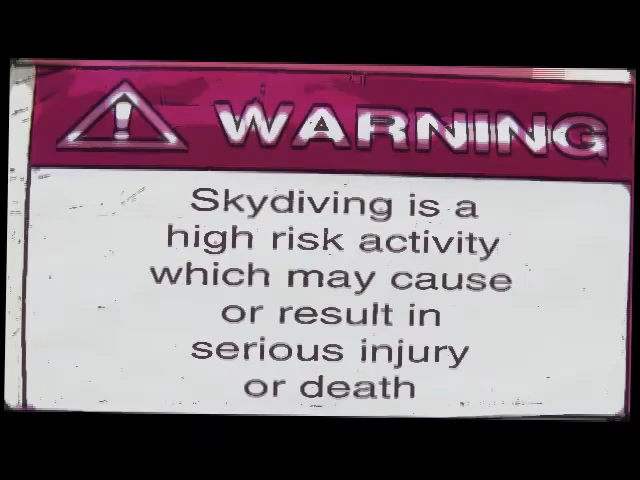 WARNING
Skydiving is a
high risk activity
which may cause
or result in
serious injury
or death